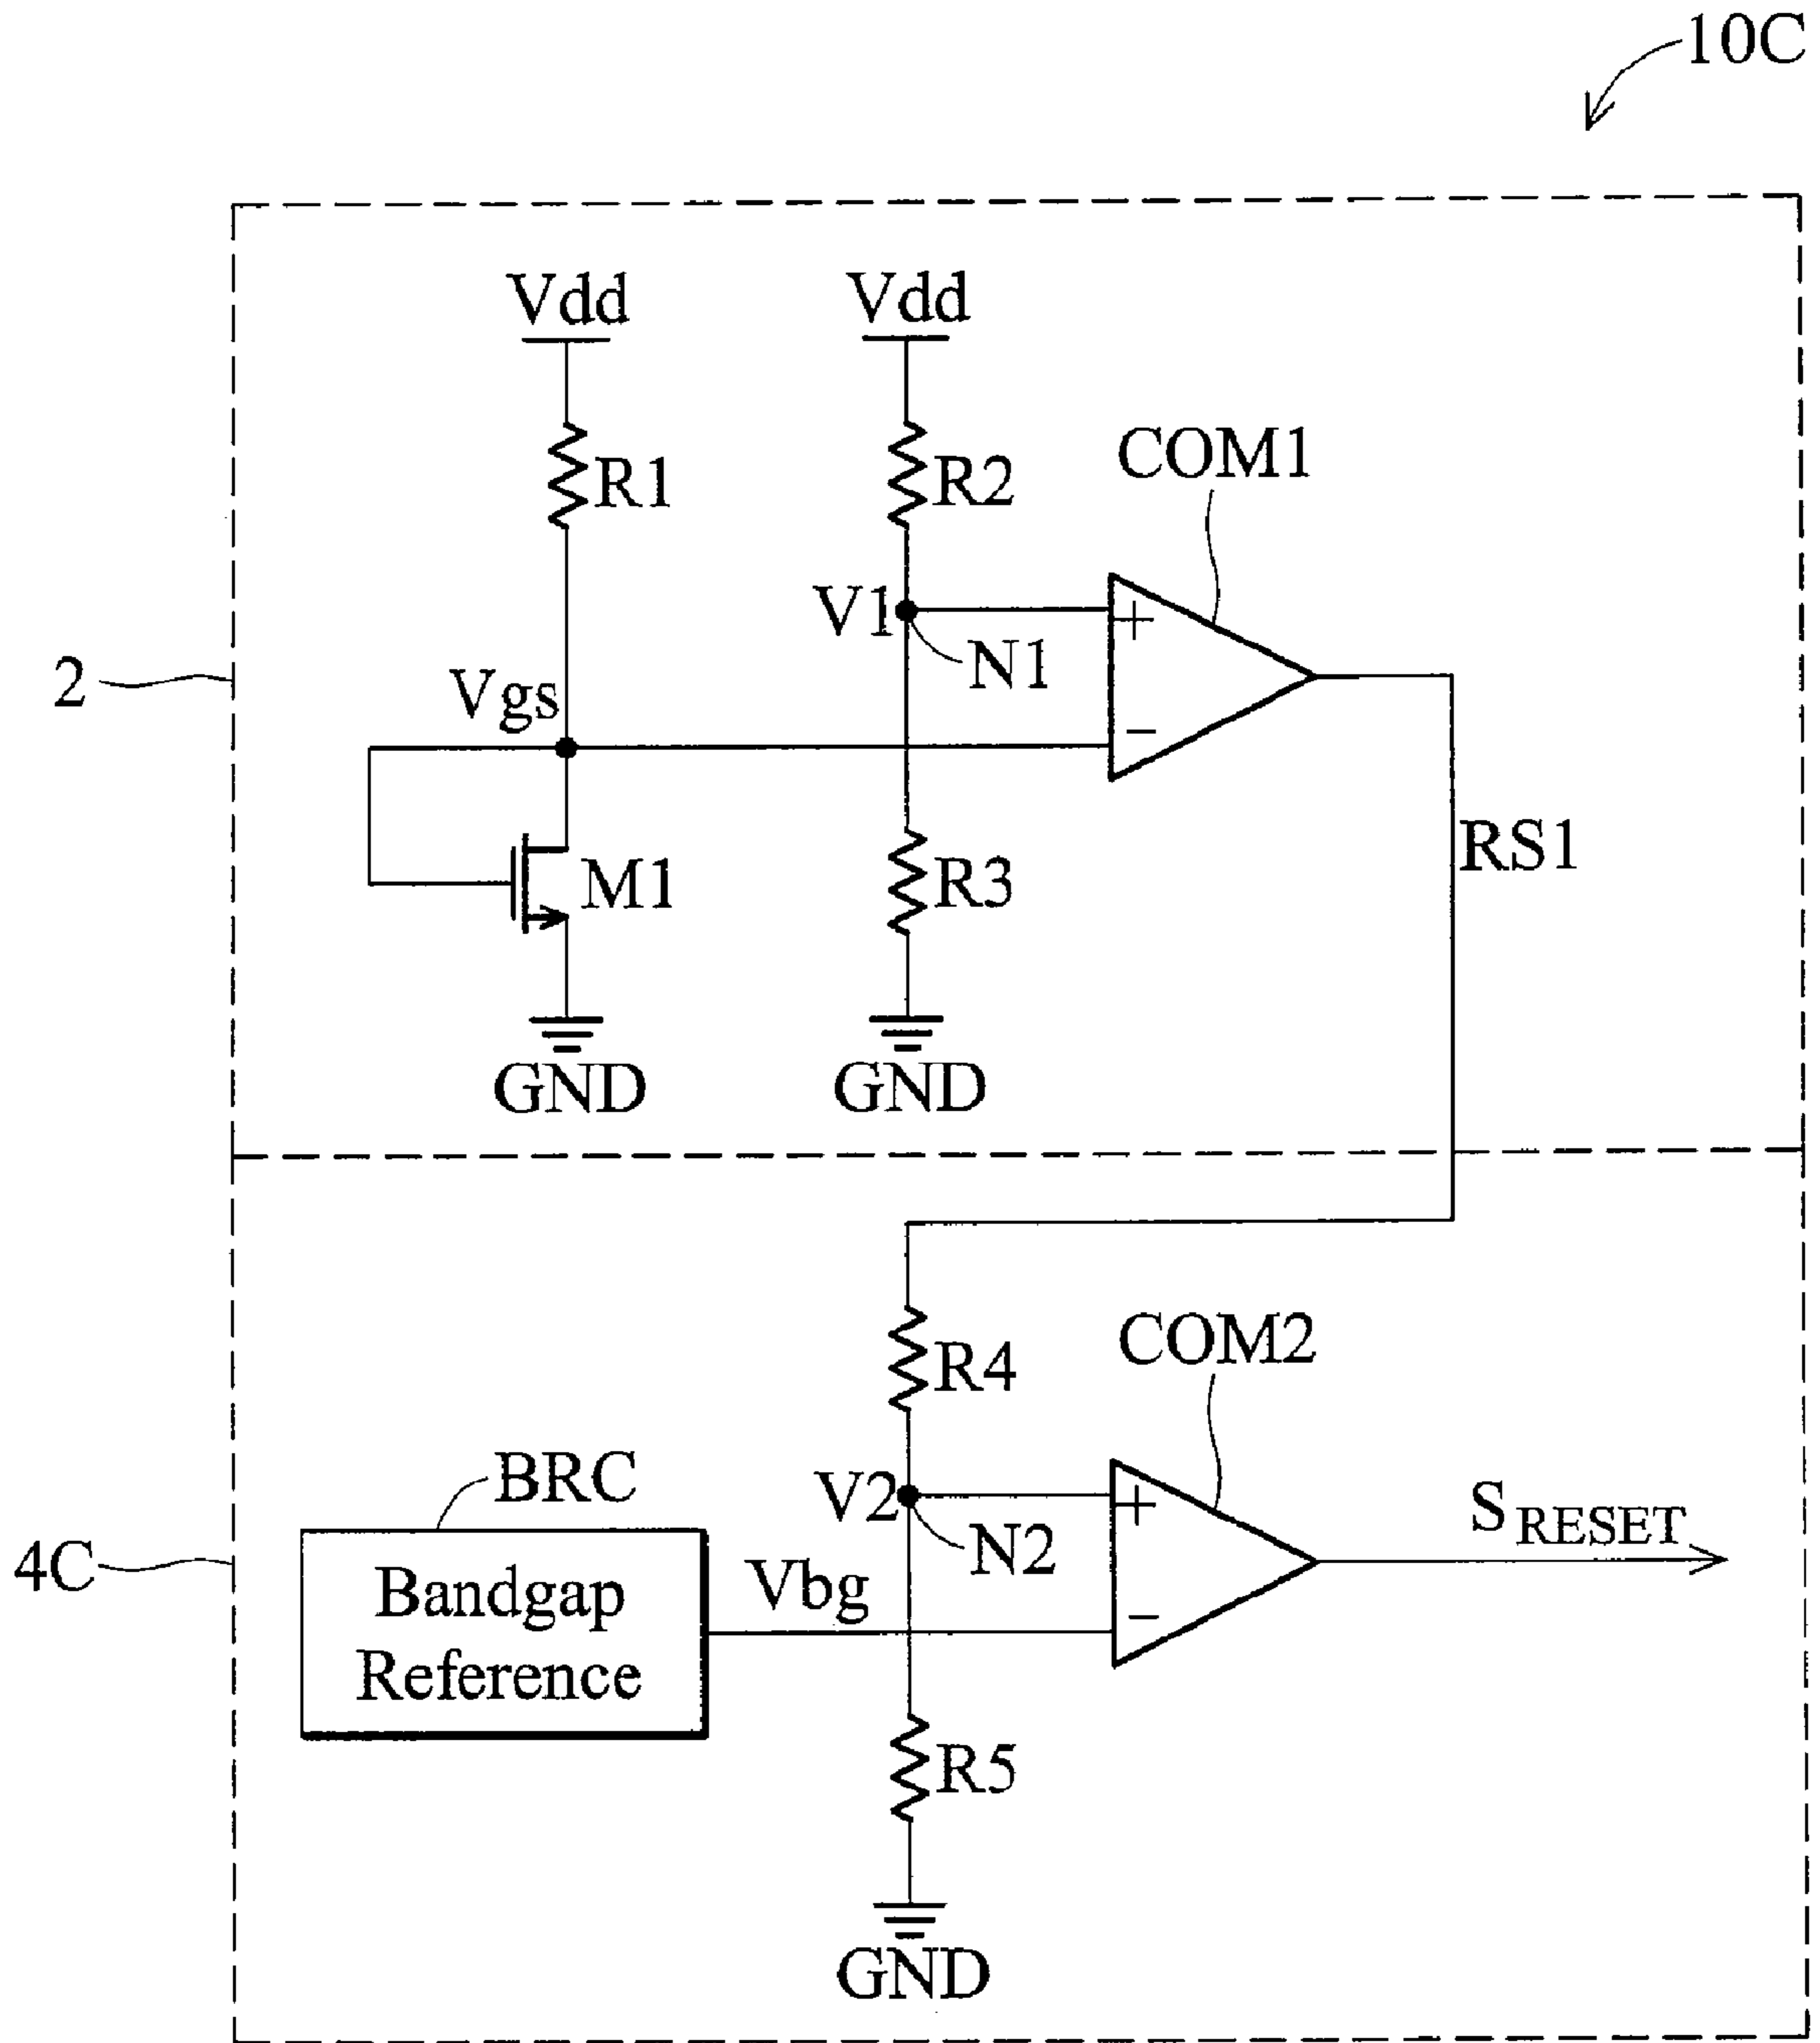 10C
Vdd
Vdd
R1
R2
COM1
V1
N1
+
2
Vgs
−
RS1
M1
R3
GND
GND
R4
COM2
BRC
V2
N2
+
S RESET
4C
Bandgap
Reference
Vbg
−
R5
GND